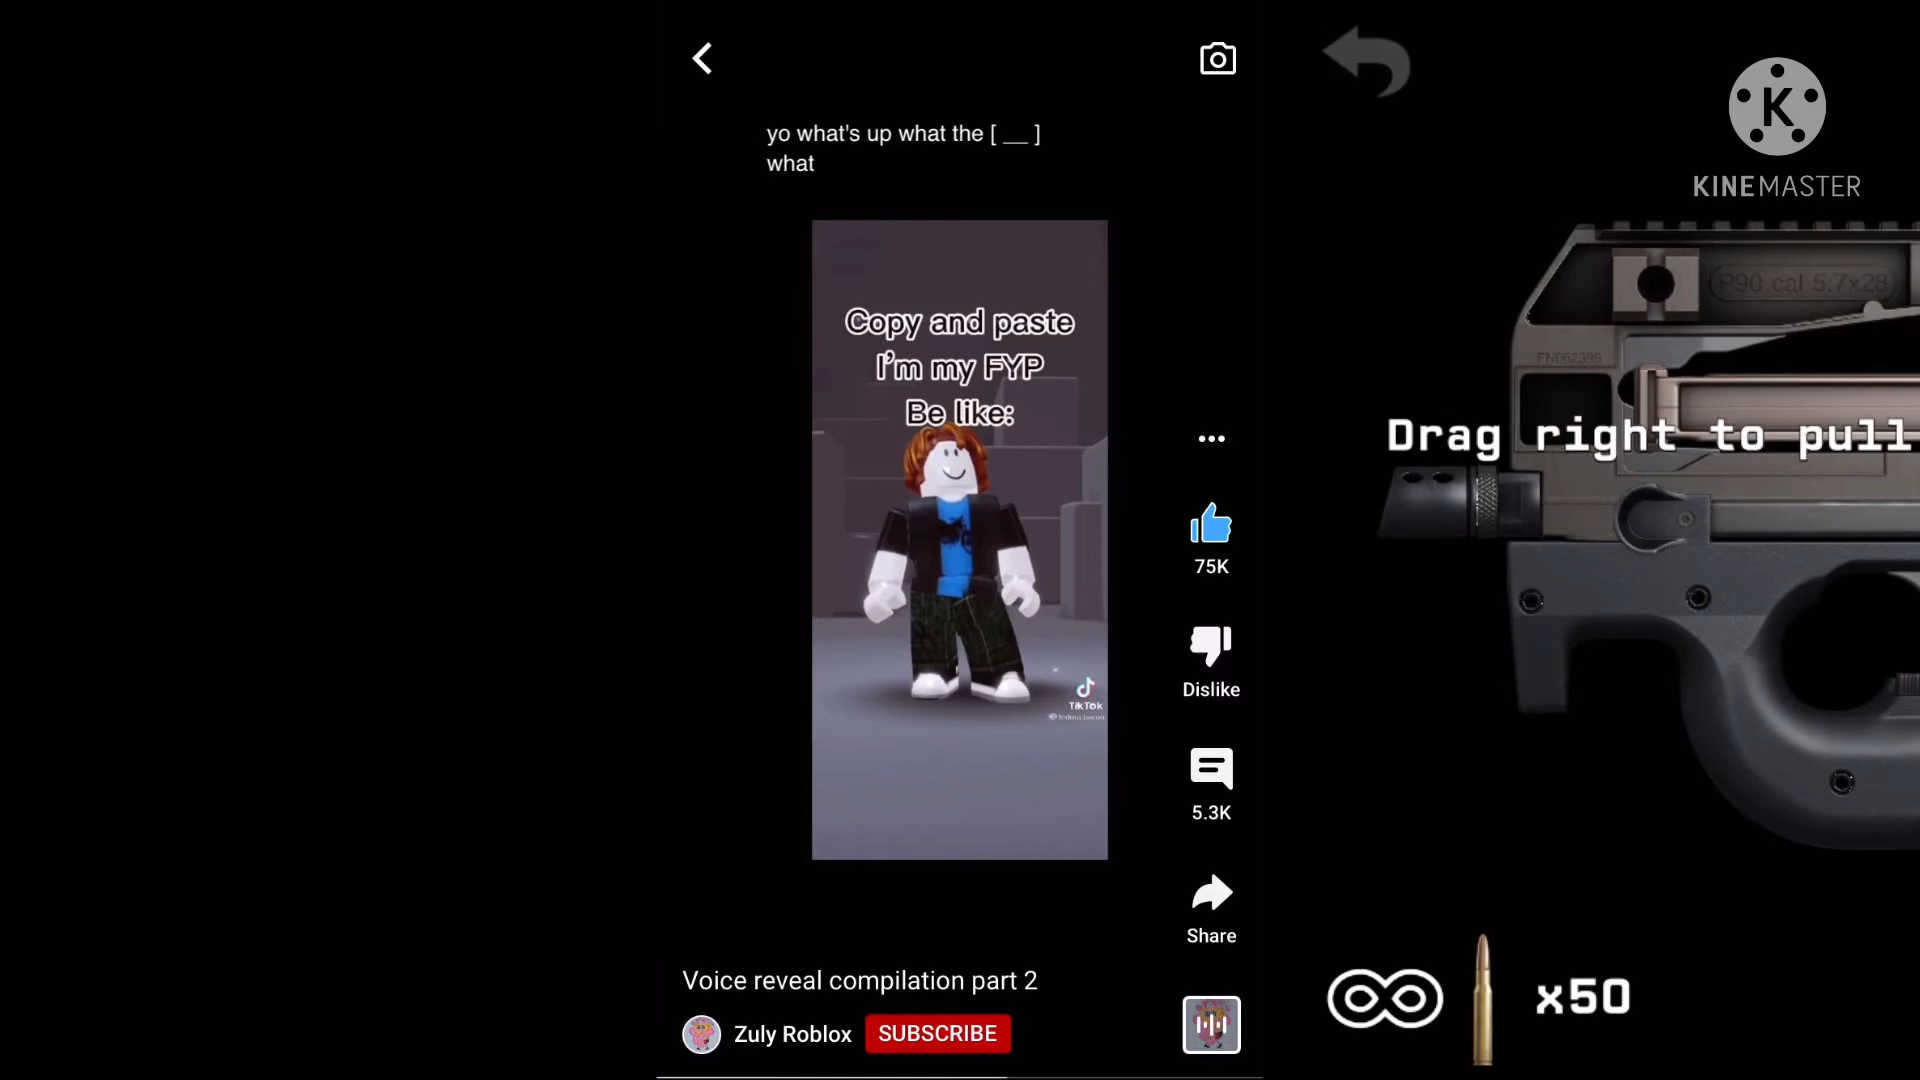 yo what's up what the [ __ ]
what
Copy and paste
I'm my FYP
Be like:
TikTok
75K
Dislike
5.3K
Share
Voice reveal compilation part 2
Zuly Roblox
SUBSCRIBE
K
KINEMASTER
P90 cal 5.7x28
FN062399
Drag right to pull
x50